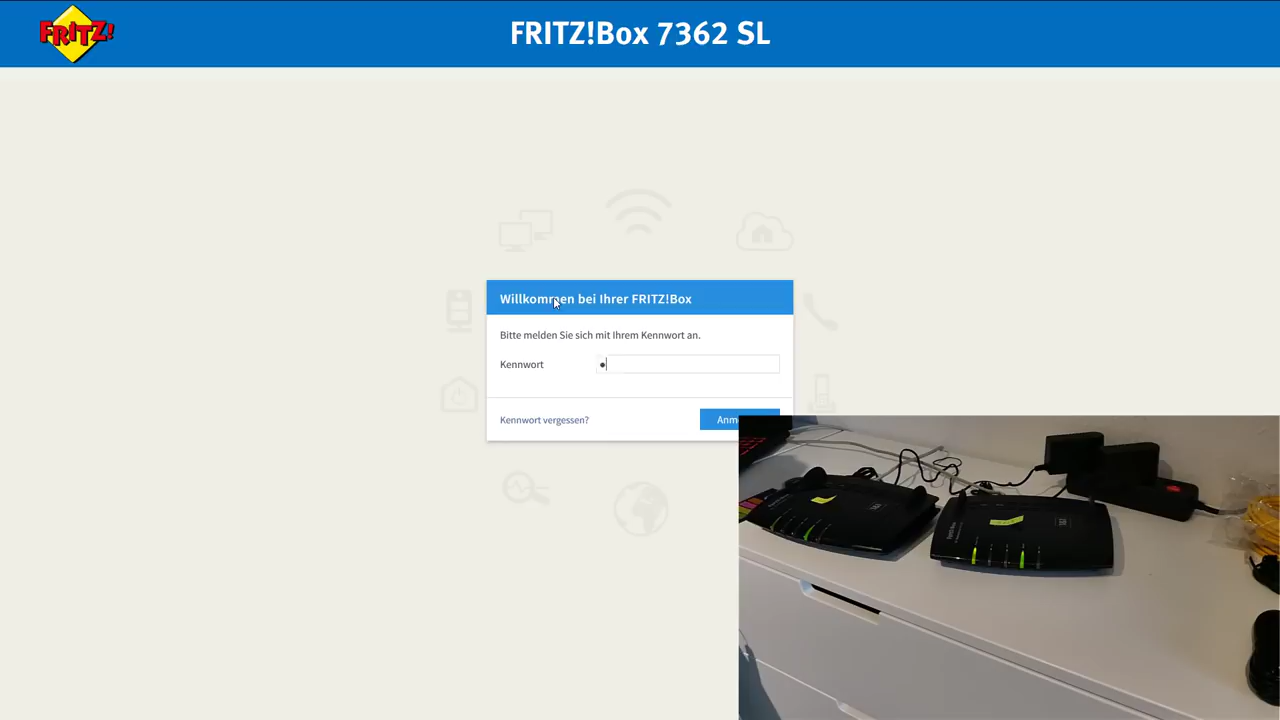 FRITZ!
FRITZ!Box 7362 SL
Willkommen bei Ihrer FRITZ!Box
Bitte melden Sie sich mit Ihrem Kennwort an.
Kennwort
Kennwort vergessen?
Anm